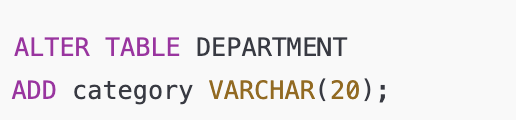 ALTER TABLE DEPARTMENT
ADD category VARCHAR(20);